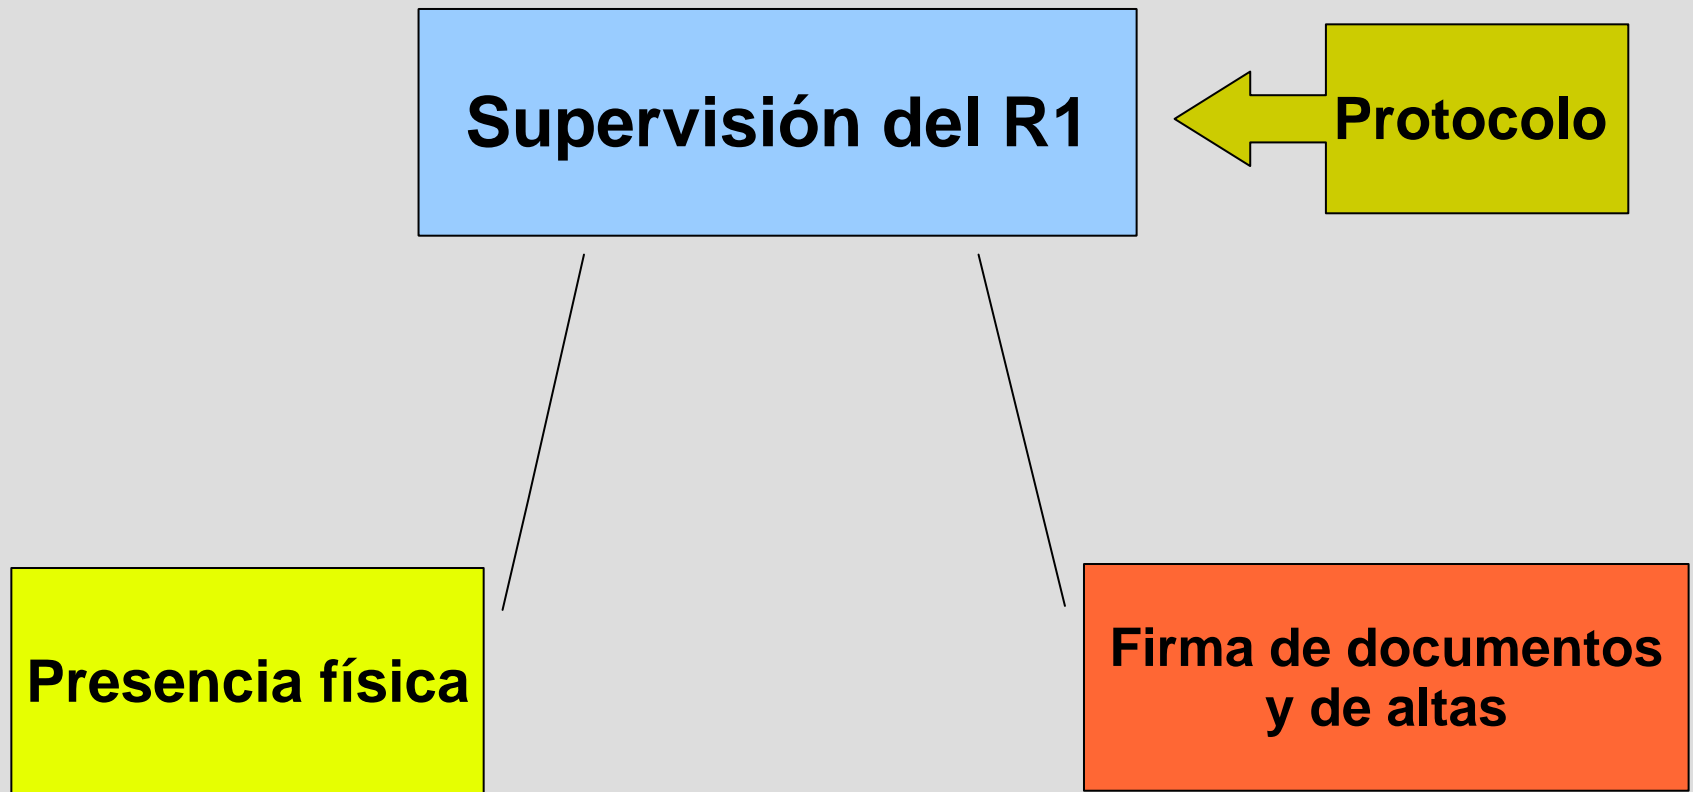 Supervisión del R1
Protocolo
Presencia física
Firma de documentos
y de altas